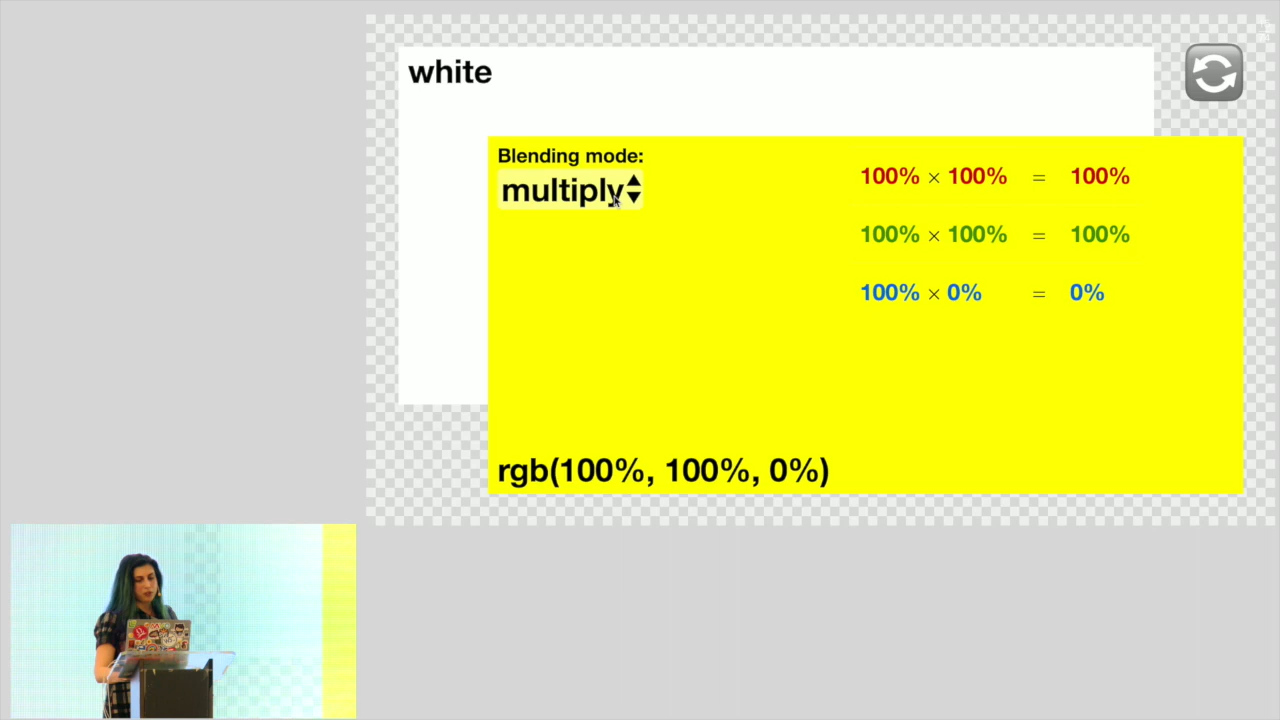 white
Blending mode:
multiply
100% × 100% = 100%
100% × 100% = 100%
100% × 0% = 0%
rgb(100%, 100%, 0%)